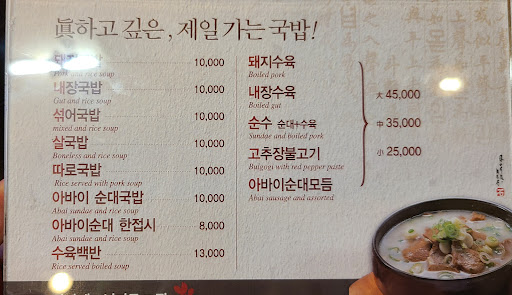 眞하고 깊은, 제일 가는 국밥!
10,000
Pork and rice soup
내장국밥 10,000
Gut and rice soup
섞어국밥 10,000
mixed and rice soup
살국밥 10,000
Boneless and rice soup
따로국밥 10,000
Rice served with pork soup
아바이 순대국밥 10,000
Abai sundae and rice soup
아바이순대 한접시 8,000
Abai sundae and rice soup
수육백반 13,000
Rice served boiled soup
돼지수육
Boiled pork
내장수육
Boiled gut
순수 순대+수육
Sundae and boiled pork
고추장불고기
Bulgogi with red pepper paste
아바이순대모듬
Abai sausage and assorted
大 45,000
中 35,000
小 25,000